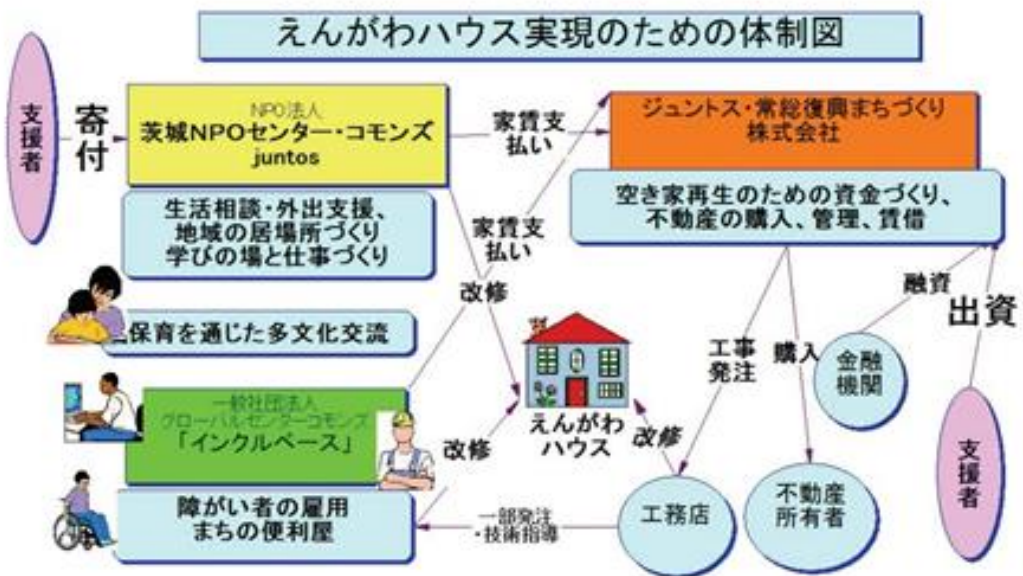 えんがわハウス実現のための体制図
支援者
寄付
NPO法人
茨城NPOセンター・コモンズ
juntos
生活相談・外出支援、
地域の居場所づくり
学びの場と仕事づくり
保育を通じた多文化交流
一般社団法人
グローバルセンターコモンズ
「インクルベース」
障がい者の雇用
まちの便利屋
家賃支
払い
家賃支
払い
改修
改修
えんがわ
ハウス
改修
一部発注
・技術指導
ジュントス・常総復興まちづくり
株式会社
空き家再生のための資金づくり、
不動産の購入、管理、賃借
工事
発注
購入
融資
出資
金融
機関
工務店
不動産
所有者
支援者